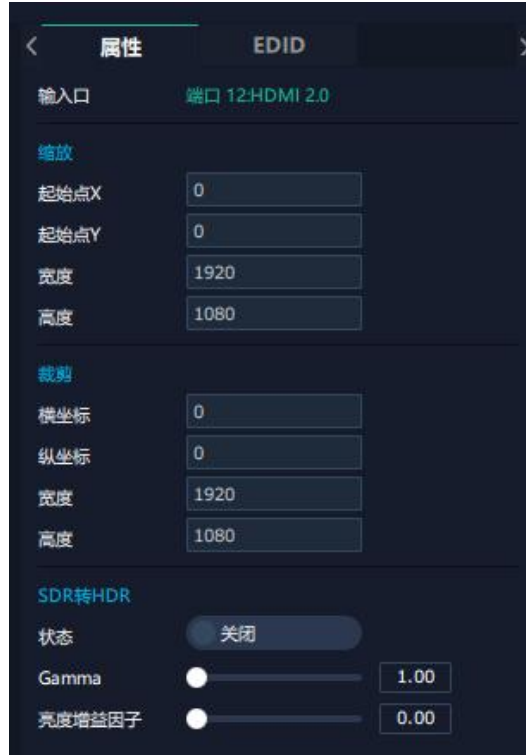 属性 EDID
输入口 端口 12:HDMI 2.0
缩放
起始点X 0
起始点Y 0
宽度 1920
高度 1080
裁剪
横坐标 0
纵坐标 0
宽度 1920
高度 1080
SDR转HDR
状态 关闭
Gamma 1.00
亮度增益因子 0.00